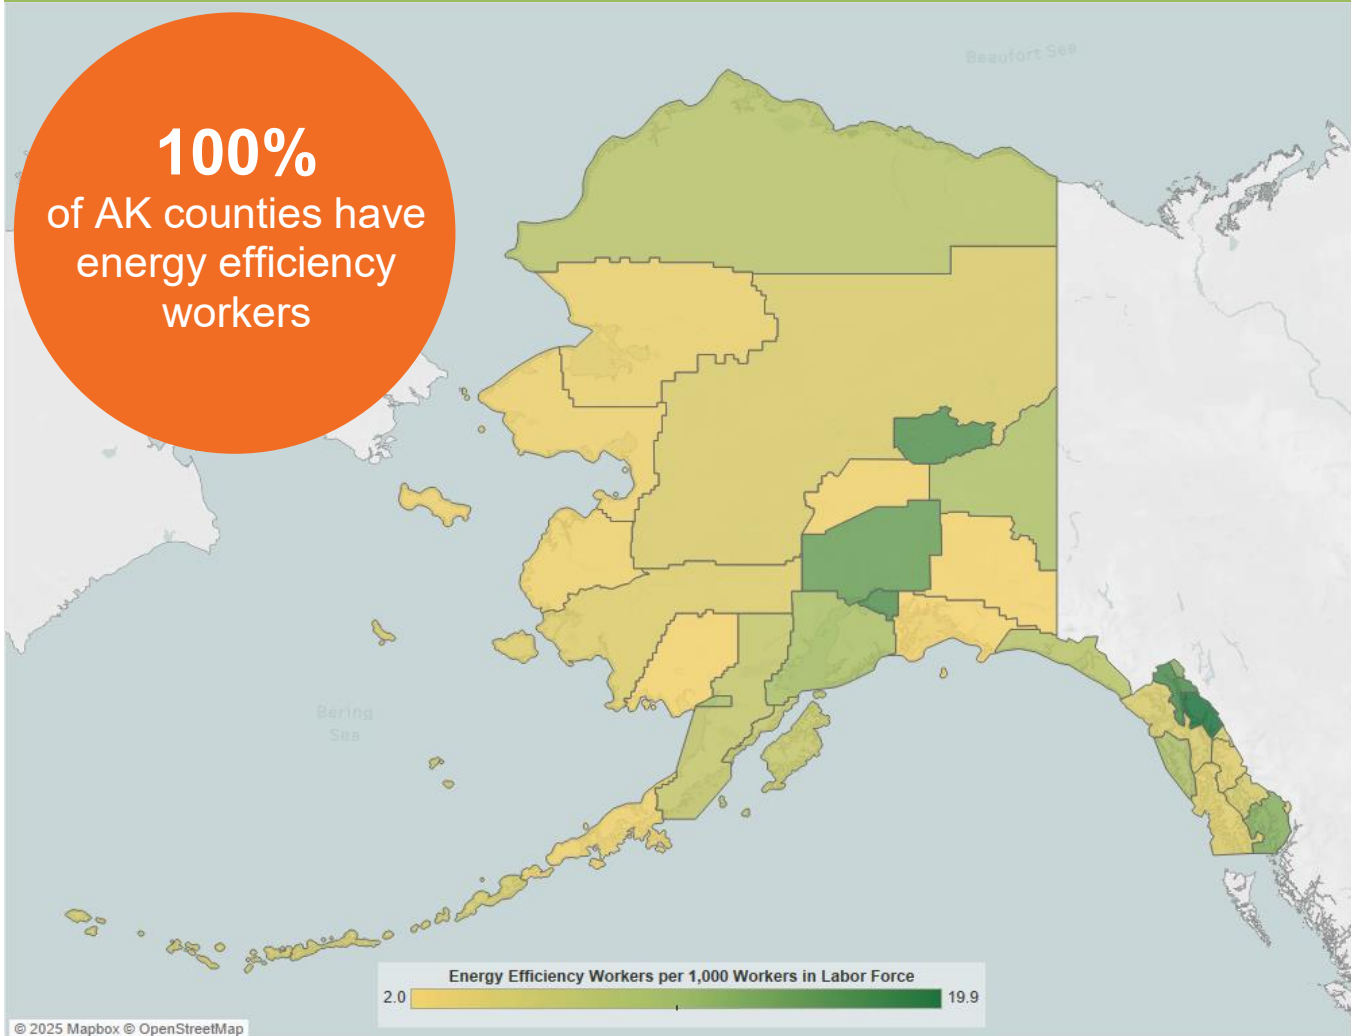 Beaufort Sea
100%
of AK counties have
energy efficiency
workers
Bering
Sea
Energy Efficiency Workers per 1,000 Workers in Labor Force
2.0
19.9
© 2025 Mapbox © OpenStreetMap